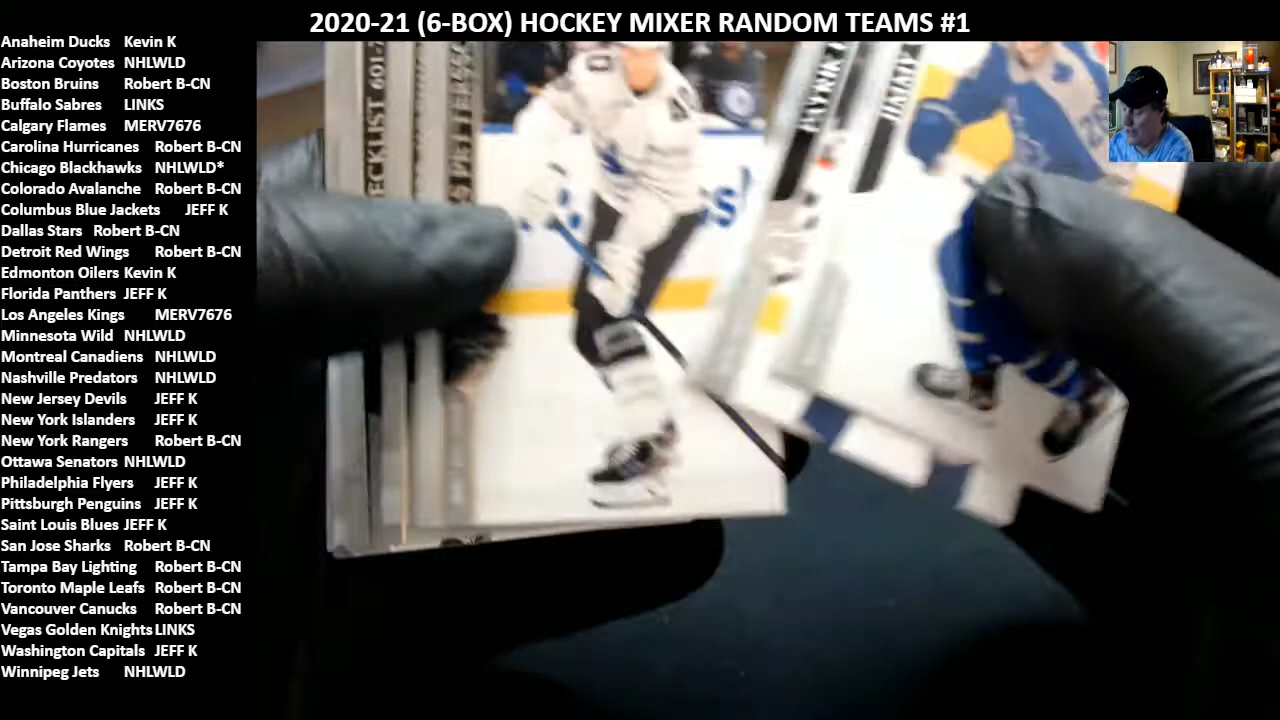 2020-21 (6-BOX) HOCKEY MIXER RANDOM TEAMS #1
Anaheim Ducks Kevin K
Arizona Coyotes NHLWLD
Boston Bruins Robert B-CN
Buffalo Sabres LINKS
Calgary Flames MERV7676
Carolina Hurricanes Robert B-CN
Chicago Blackhawks NHLWLD*
Colorado Avalanche Robert B-CN
Columbus Blue Jackets JEFF K
Dallas Stars Robert B-CN
Detroit Red Wings Robert B-CN
Edmonton Oilers Kevin K
Florida Panthers JEFF K
Los Angeles Kings MERV7676
Minnesota Wild NHLWLD
Montreal Canadiens NHLWLD
Nashville Predators NHLWLD
New Jersey Devils JEFF K
New York Islanders JEFF K
New York Rangers Robert B-CN
Ottawa Senators NHLWLD
Philadelphia Flyers JEFF K
Pittsburgh Penguins JEFF K
Saint Louis Blues JEFF K
San Jose Sharks Robert B-CN
Tampa Bay Lighting Robert B-CN
Toronto Maple Leafs Robert B-CN
Vancouver Canucks Robert B-CN
Vegas Golden Knights LINKS
Washington Capitals JEFF K
Winnipeg Jets NHLWLD